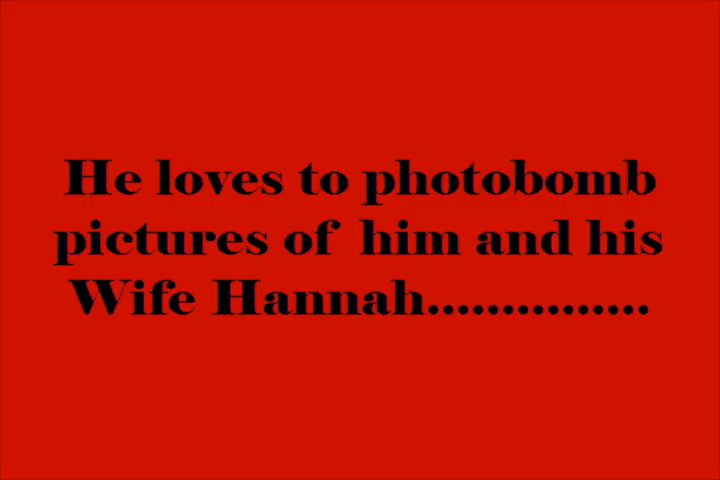 He loves to photobomb
pictures of him and his
Wife Hannah...............